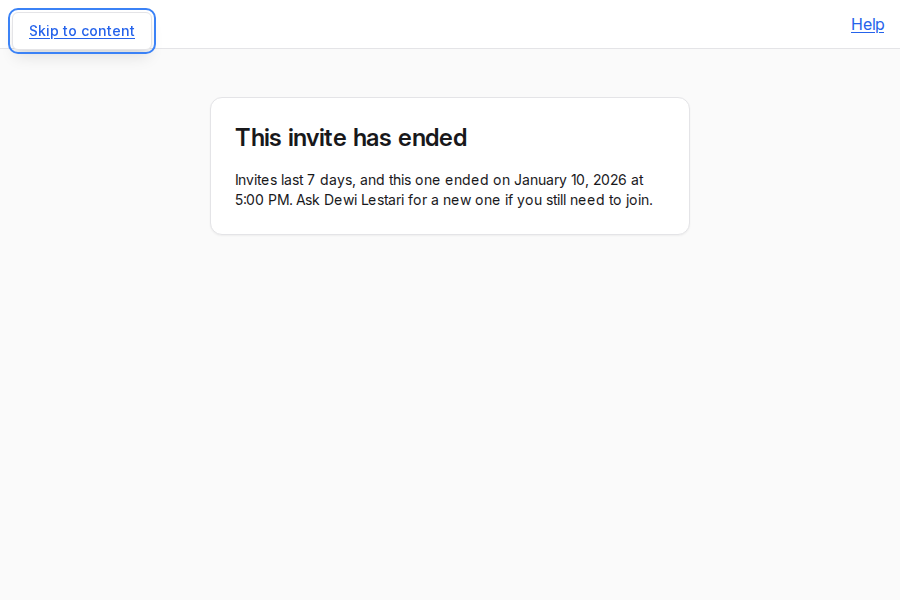 Skip to content
Help
This invite has ended
Invites last 7 days, and this one ended on January 10, 2026 at
5:00 PM. Ask Dewi Lestari for a new one if you still need to join.